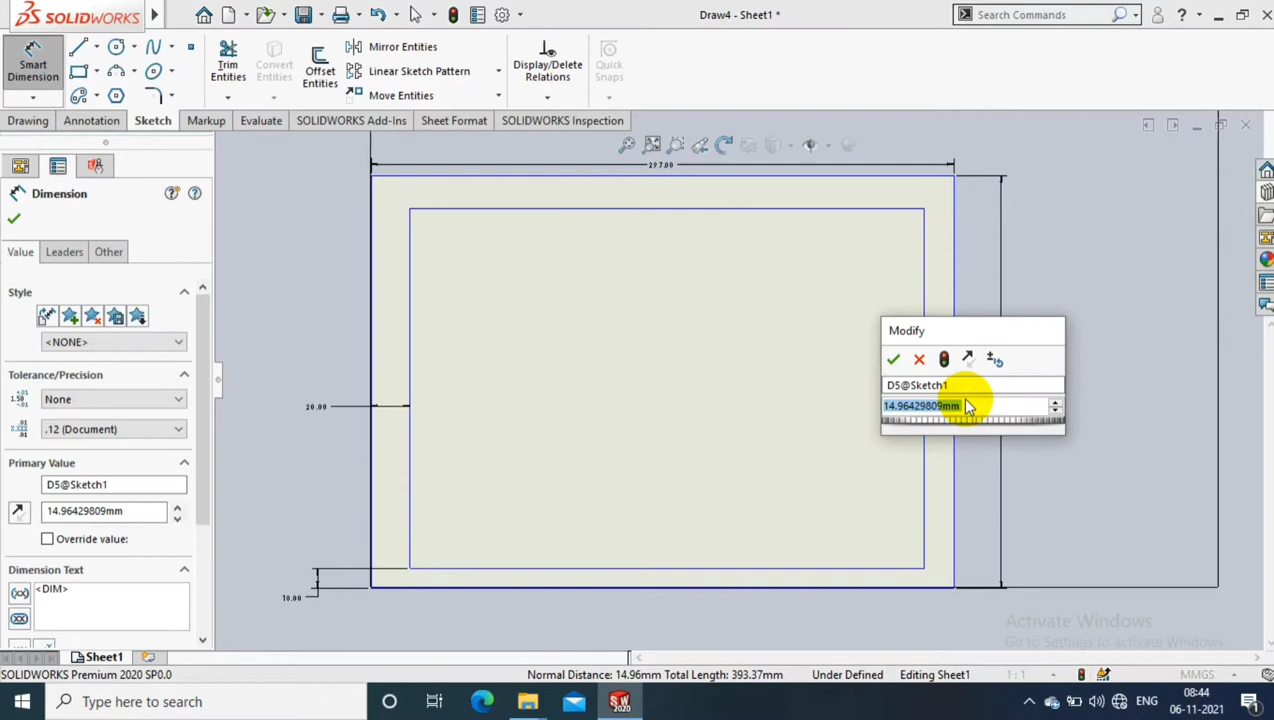 SOLIDWORKS
Draw4 - Sheet1 *
Search Commands
?
Smart Dimension
Trim Entities
Convert Entities
Offset Entities
Mirror Entities
Linear Sketch Pattern
Move Entities
Display/Delete Relations
Quick Snaps
Drawing
Annotation
Sketch
Markup
Evaluate
SOLIDWORKS Add-Ins
Sheet Format
SOLIDWORKS Inspection
Dimension
Value
Leaders
Other
Style
<NONE>
Tolerance/Precision
None
.12 (Document)
Primary Value
D5@Sketch1
14.96429809mm
Override value:
Dimension Text
<DIM>
297.00
20.00
10.00
Modify
D5@Sketch1
14.96429809mm
Activate Windows
Go to Settings to activate Windows.
Sheet1
SOLIDWORKS Premium 2020 SP0.0
Normal Distance: 14.96mm Total Length: 393.37mm
Under Defined
Editing Sheet1
1 : 1
MMGS
Type here to search
ENG
08:44
06-11-2021